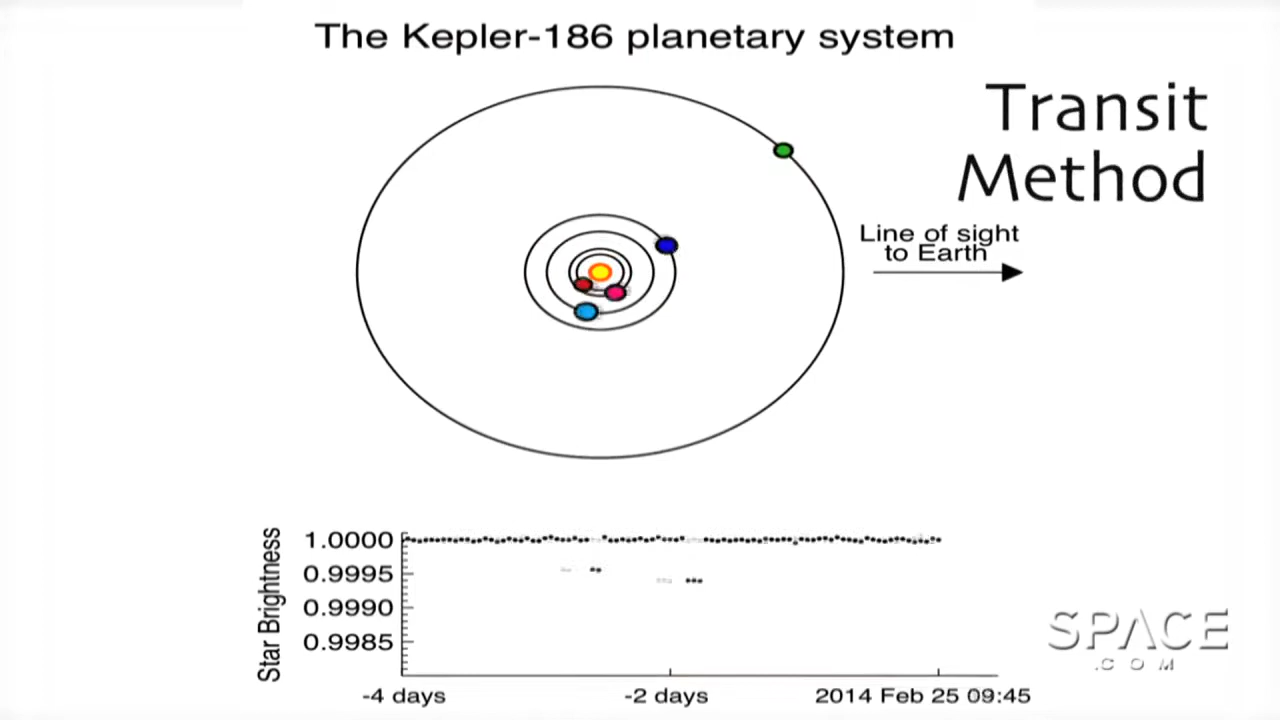 The Kepler-186 planetary system
Transit
Method
Line of sight
to Earth
Star Brightness
1.0000
0.9995
0.9990
0.9985
-4 days
-2 days
2014 Feb 25 09:45
SPACE
.COM